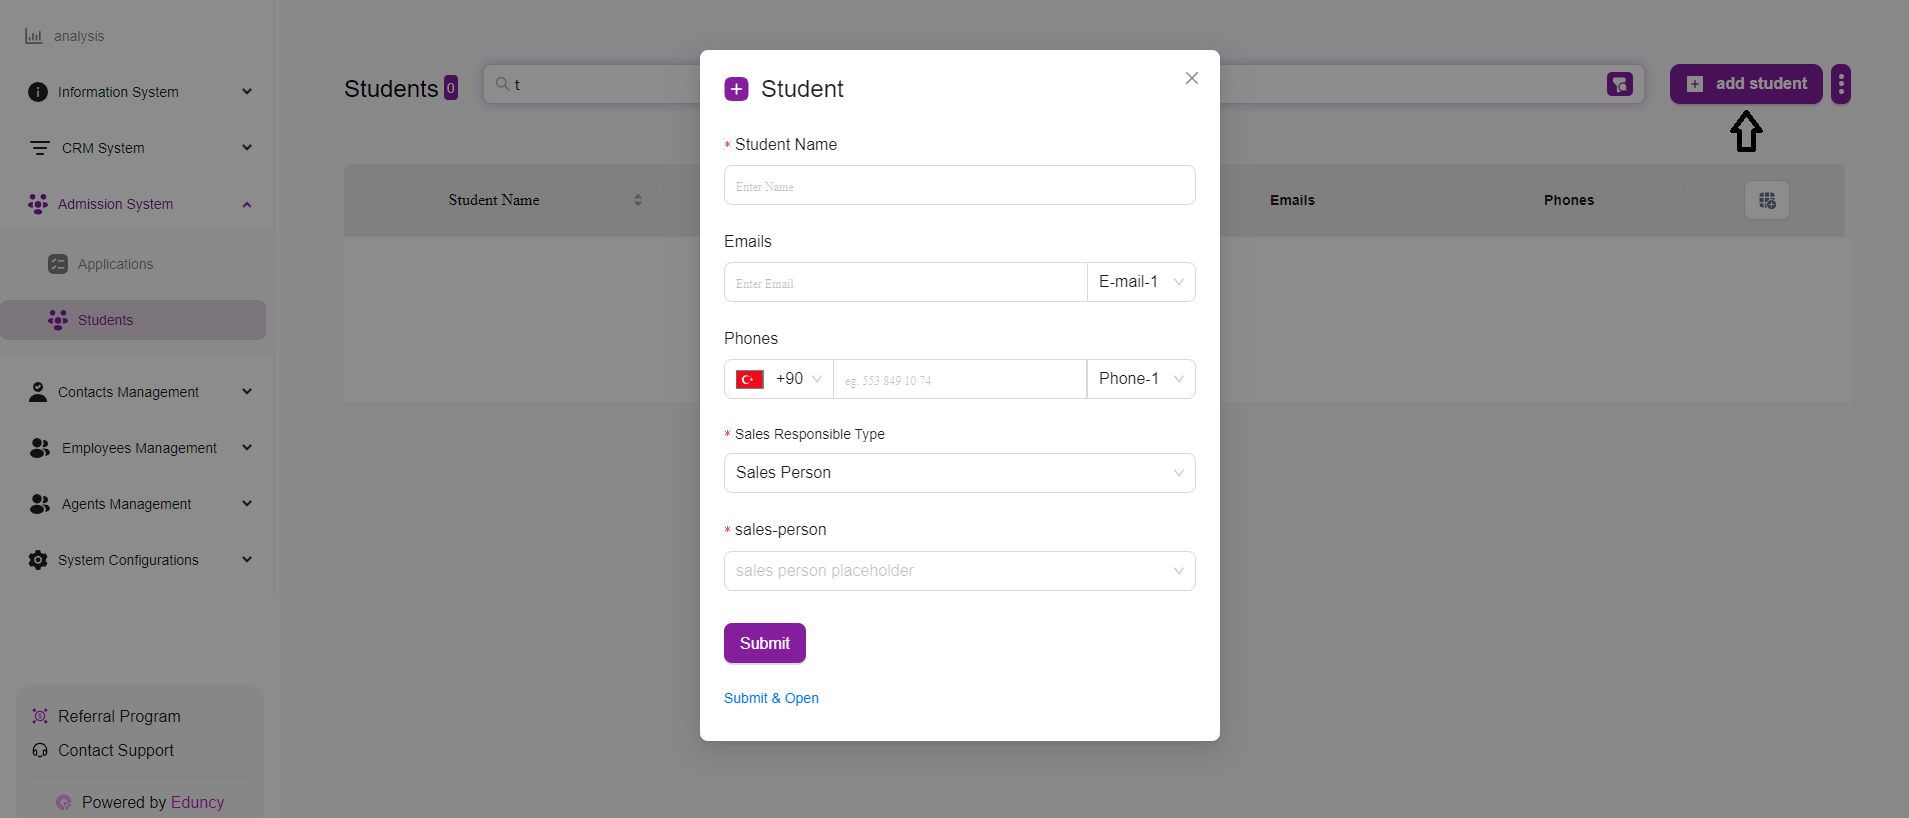 analysis
Information System
CRM System
Admission System
Applications
Students
Contacts Management
Employees Management
Agents Management
System Configurations
Referral Program
Contact Support
Powered by Eduncy
Students 0
t
add student
Student Name
Emails
Phones
Student
* Student Name
Enter Name
Emails
Enter Email
E-mail-1
Phones
+90
eg. 553 849 10 74
Phone-1
* Sales Responsible Type
Sales Person
* sales-person
sales person placeholder
Submit
Submit & Open